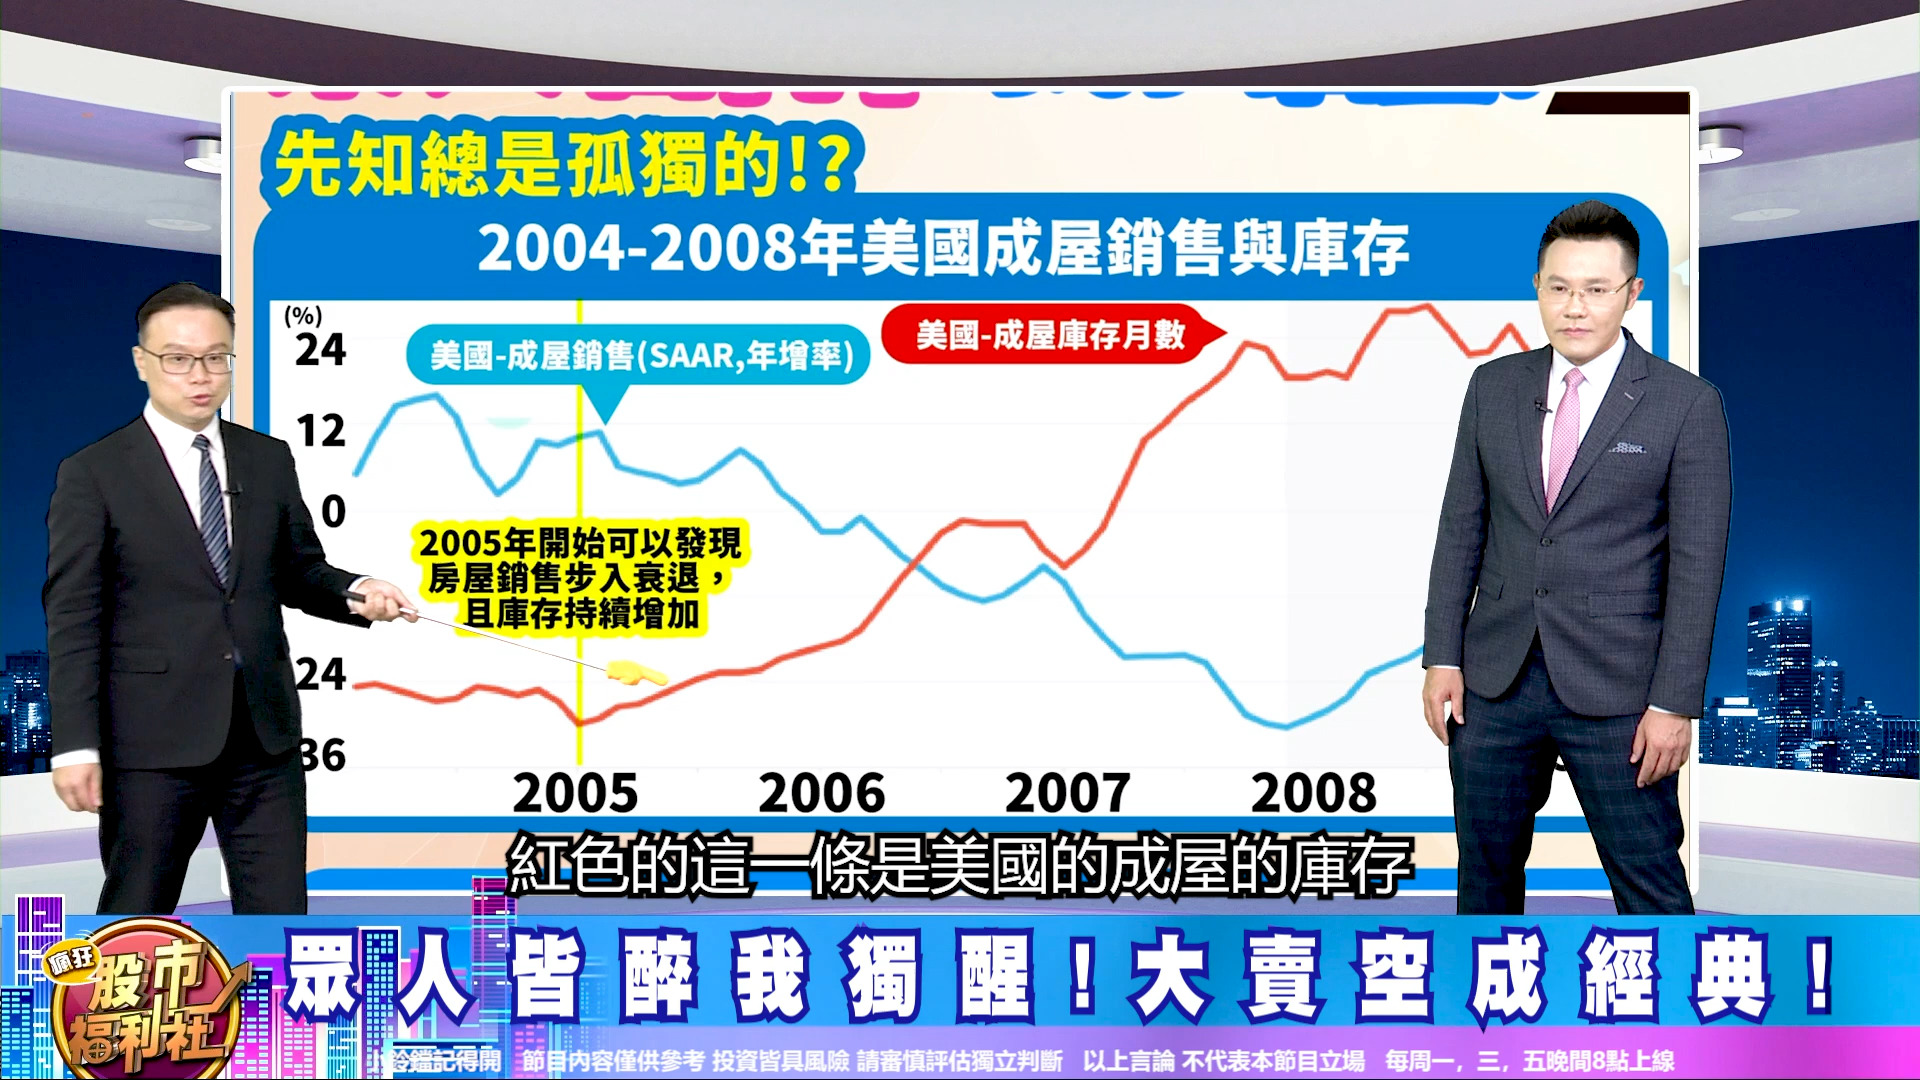 先知總是孤獨的!?
2004-2008年美國成屋銷售與庫存
(%)
24
12
0
24
36
美國-成屋銷售(SAAR,年增率)
美國-成屋庫存月數
2005年開始可以發現
房屋銷售步入衰退,
且庫存持續增加
2005
2006
2007
2008
紅色的這一條是美國的成屋的庫存
眾人皆醉我獨醒!大賣空成經典!
瘋狂
股市
福利社
小鈴鐺記得開 節目內容僅供參考 投資皆具風險 請審慎評估獨立判斷 以上言論 不代表本節目立場 每周一, 三, 五晚間8點上線